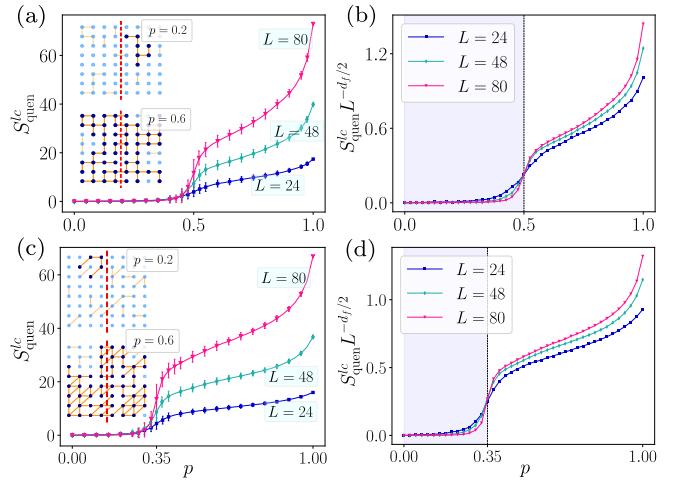 (a)
p = 0.2
p = 0.6
L = 80
L = 48
L = 24
S^{lc}_{quen}
60
40
20
0
0.0
0.5
1.0
(b)
L = 24
L = 48
L = 80
S^{lc}_{quen} L^{-d_f/2}
1.2
0.6
0.0
0.0
0.5
1.0
(c)
p = 0.2
p = 0.6
L = 80
L = 48
L = 24
S^{lc}_{quen}
60
40
20
0
0.00
0.35
1.00
p
(d)
L = 24
L = 48
L = 80
S^{lc}_{quen} L^{-d_f/2}
1.0
0.5
0.0
0.00
0.35
1.00
p